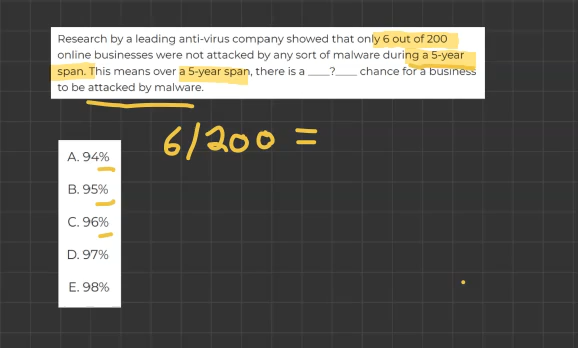 Research by a leading anti-virus company showed that only 6 out of 200
online businesses were not attacked by any sort of malware during a 5-year
span. This means over a 5-year span, there is a ____?____ chance for a business
to be attacked by malware.
6/200 =
A. 94%
B. 95%
C. 96%
D. 97%
E. 98%